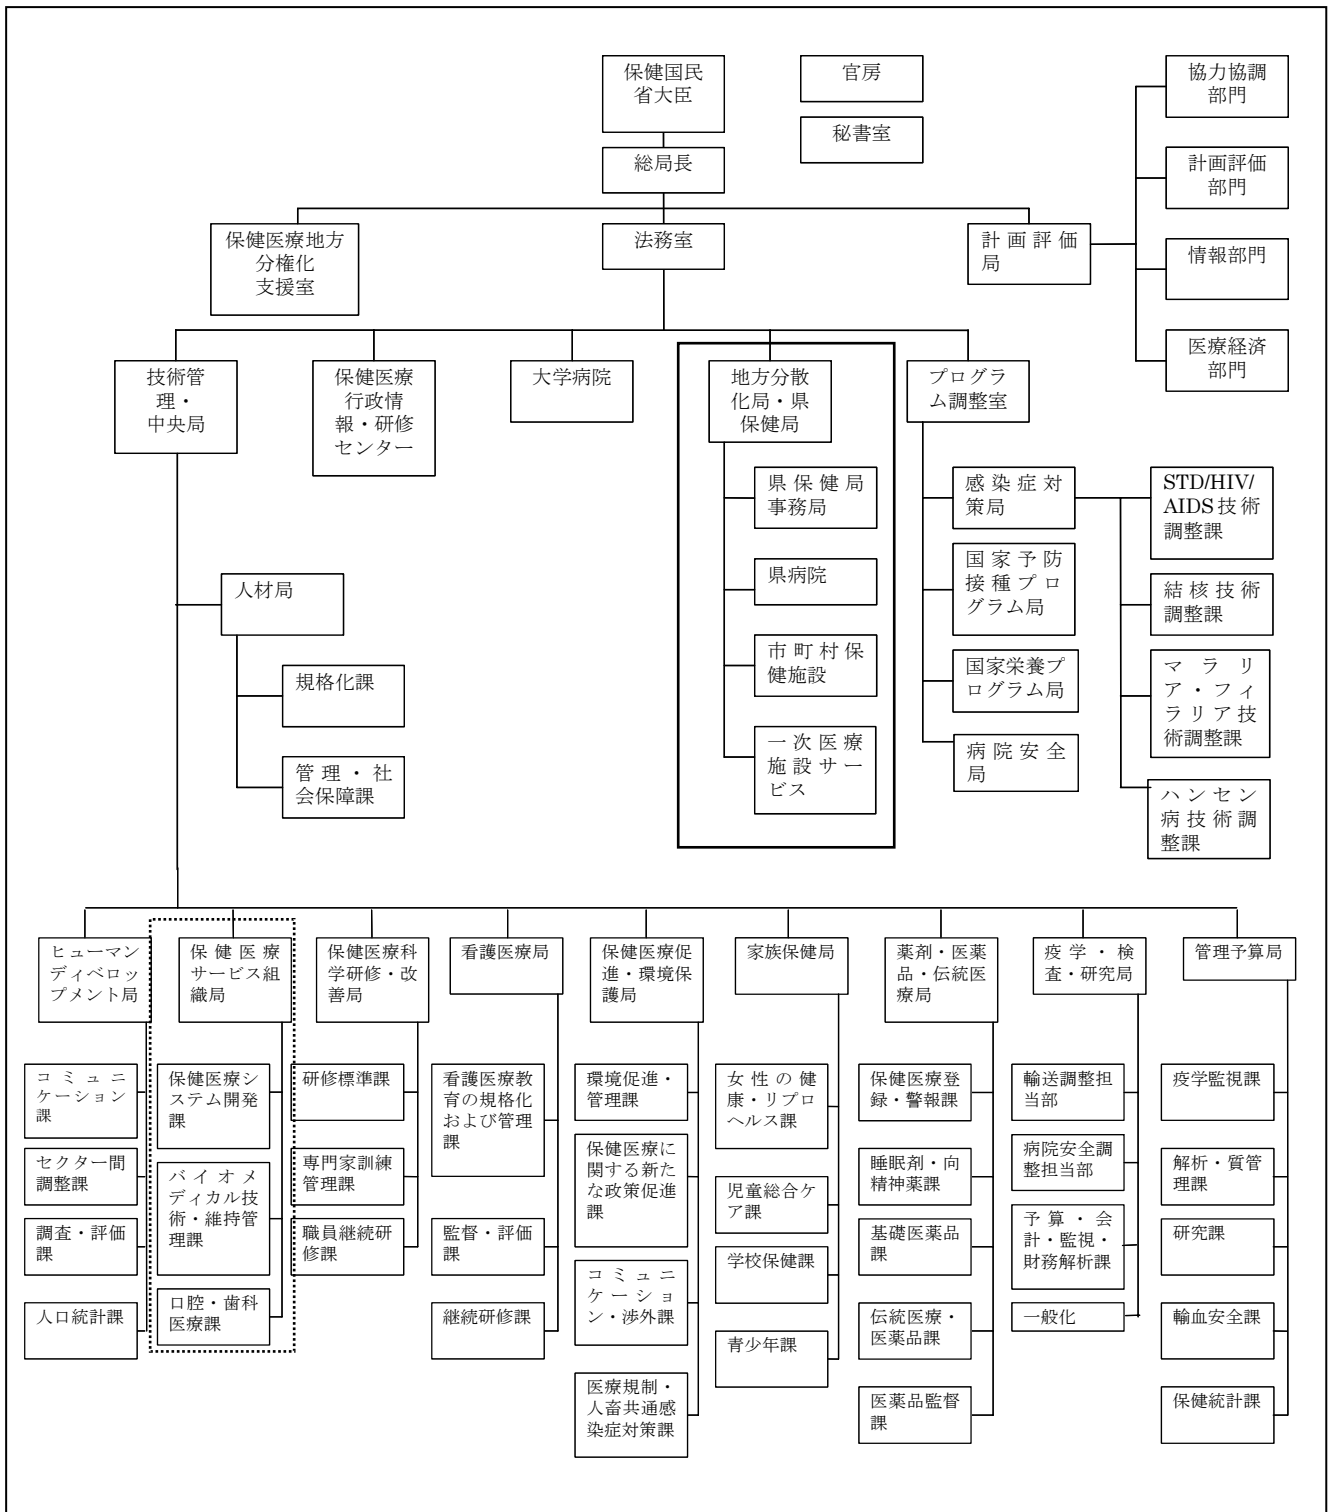 保健国民
省大臣
官房
秘書室
総局長
保健医療地方
分権化
支援室
法務室
計画評価
局
協力協調
部門
計画評価
部門
情報部門
医療経済
部門
技術管
理・
中央局
保健医療
行政情
報・研修
センター
大学病院
地方分散
化局・県
保健局
プログラ
ム調整室
県保健局
事務局
県病院
市町村保
健施設
一次医療
施設サー
ビス
感染症対
策局
国家予防
接種プロ
グラム局
国家栄養プ
ログラム局
病院安全
局
STD/HIV/
AIDS技術
調整課
結核技術
調整課
マラリ
ア・フィ
ラリア技
術調整課
ハンセン
病技術調
整課
人材局
規格化課
管理・社
会保障課
ヒューマン
ディベロッ
プメント局
コミュニ
ケーション
課
セクター間
調整課
調査・評価
課
人口統計課
保健医療
サービス組
織局
保健医療シ
ステム開発
課
バイオメ
ディカル技
術・維持管
理課
口腔・歯科
医療課
保健医療科
学研修・改
善局
研修標準課
専門家訓練
管理課
職員継続研
修課
看護医療局
看護医療教
育の規格化
および管理
課
監督・評価
課
継続研修課
保健医療促
進・環境保
護局
環境促進・
管理課
保健医療に
関する新た
な政策促進
課
コミュニ
ケーショ
ン・渉外課
医療規制・
人畜共通感
染症対策課
家族保健局
女性の健
康・リプロ
ヘルス課
児童総合ケ
ア課
学校保健課
青少年課
薬剤・医薬
品・伝統医
療局
保健医療登
録・警報課
睡眠剤・向
精神薬課
基礎医薬品
課
伝統医療・
医薬品課
医薬品監督
課
疫学・検
査・研究局
輸送調整担
当部
病院安全調
整担当部
予算・会
計・監視・
財務解析課
一般化
管理予算局
疫学監視課
解析・質管
理課
研究課
輸血安全課
保健統計課